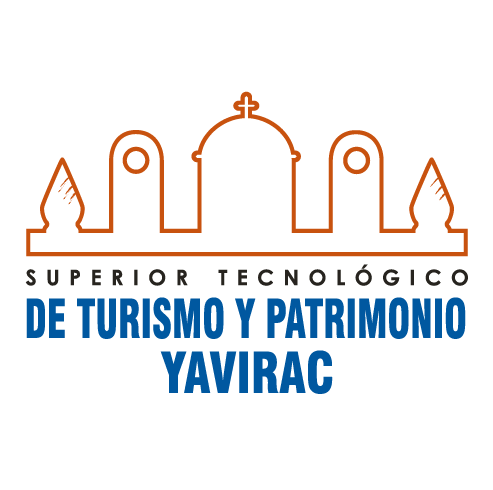 SUPERIOR TECNOLÓGICO
DE TURISMO Y PATRIMONIO
YAVIRAC